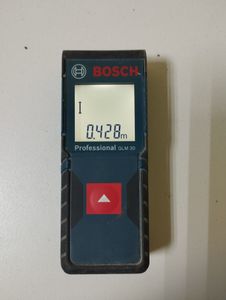 BOSCH
0.428m
Professional GLM 30